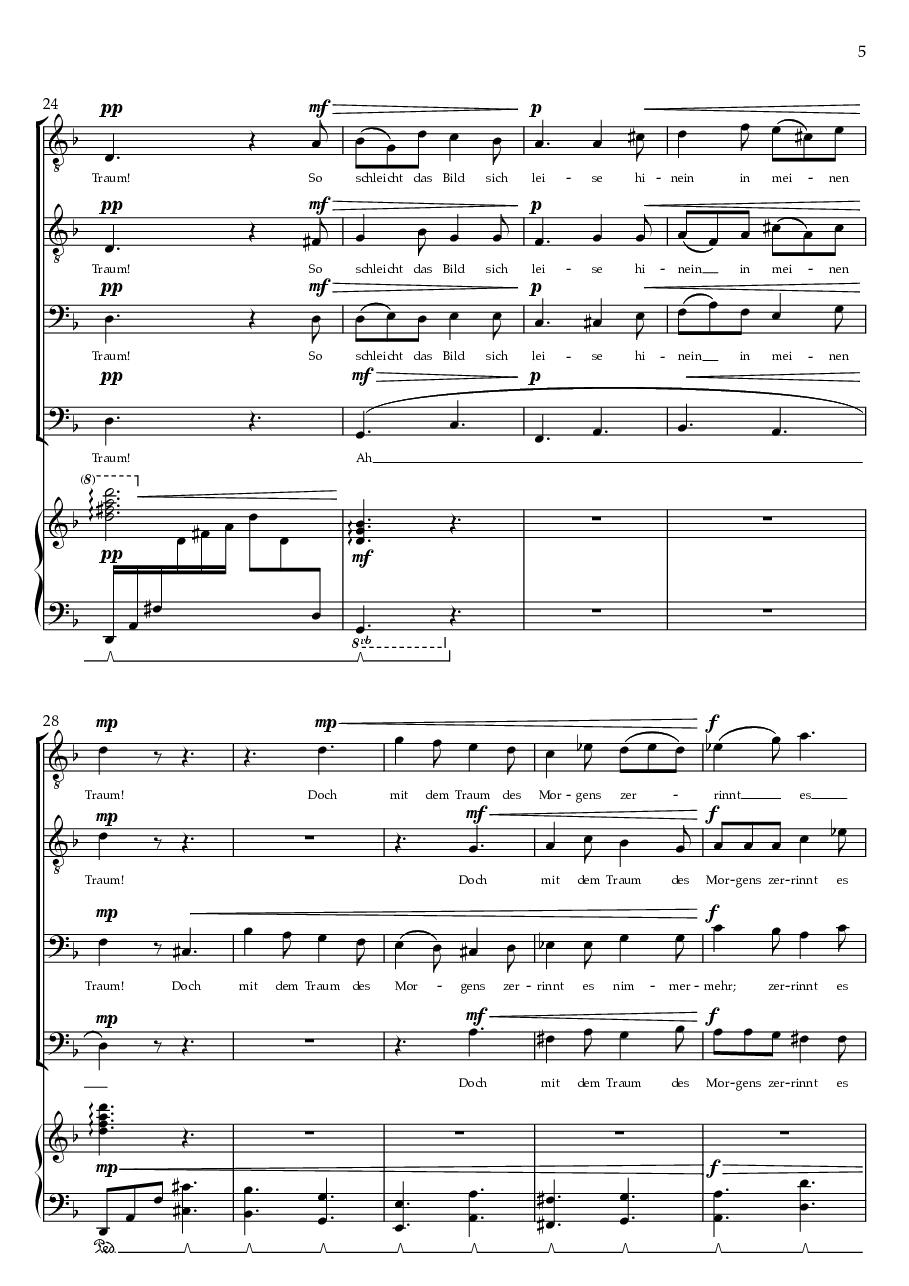 5
24
pp mf p
Traum! So schleicht das Bild sich lei - se hi - nein in mei - nen
pp mf p
Traum! So schleicht das Bild sich lei - se hi - nein in mei - nen
pp mf p
Traum! So schleicht das Bild sich lei - se hi - nein in mei - nen
pp mf p
Traum! Ah
(8)
pp mf
8vb
28
mp mp f
Traum! Doch mit dem Traum des Mor - gens zer - rinnt es
mp mf f
Traum! Doch mit dem Traum des Mor - gens zer - rinnt es
mp f
Traum! Doch mit dem Traum des Mor - gens zer - rinnt es nim - mer - mehr; zer - rinnt es
mp mf f
Doch mit dem Traum des Mor - gens zer - rinnt es
mp f
Ped.